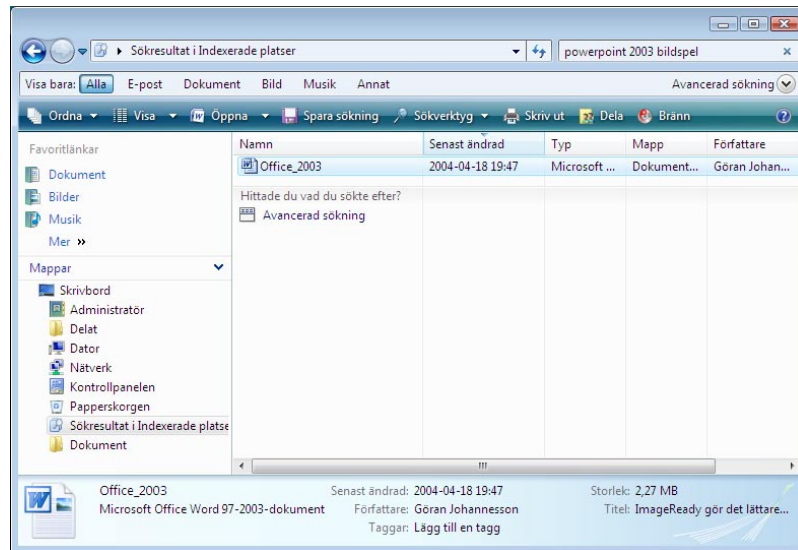 Sökresultat i Indexerade platser
powerpoint 2003 bildspel
Visa bara: Alla E-post Dokument Bild Musik Annat Avancerad sökning
Ordna Visa Öppna Spara sökning Sökverktyg Skriv ut Dela Bränn
Favoritlänkar
Dokument
Bilder
Musik
Mer »
Mappar
Skrivbord
Administratör
Delat
Dator
Nätverk
Kontrollpanelen
Papperskorgen
Sökresultat i Indexerade platse
Dokument
Namn Senast ändrad Typ Mapp Författare
Office_2003 2004-04-18 19:47 Microsoft ... Dokument... Göran Johan...
Hittade du vad du sökte efter?
Avancerad sökning
Office_2003
Microsoft Office Word 97-2003-dokument
Senast ändrad: 2004-04-18 19:47
Författare: Göran Johannesson
Taggar: Lägg till en tagg
Storlek: 2,27 MB
Titel: ImageReady gör det lättare...